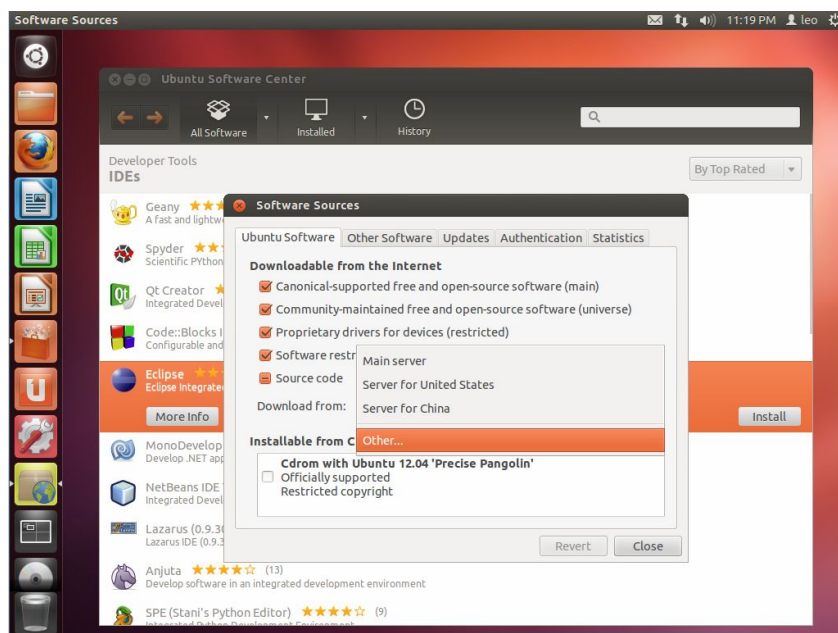 Software Sources
11:19 PM leo
Ubuntu Software Center
All Software
Installed
History
Developer Tools
IDEs
By Top Rated
Geany
A fast and lightw
Spyder
Scientific PYthon
Qt Creator
Integrated Devel
Code::Blocks I
Configurable and
Eclipse
Eclipse Integrate
More Info
Install
MonoDevelop
Develop .NET app
NetBeans IDE
Integrated Devel
Lazarus (0.9.30
Lazarus IDE (0.9.3
Anjuta (13)
Develop software in an integrated development environment
SPE (Stani's Python Editor) (9)
Integrated Python Development Environment
Software Sources
Ubuntu Software Other Software Updates Authentication Statistics
Downloadable from the Internet
Canonical-supported free and open-source software (main)
Community-maintained free and open-source software (universe)
Proprietary drivers for devices (restricted)
Software restr
Source code
Download from:
Main server
Server for United States
Server for China
Other...
Installable from C
Cdrom with Ubuntu 12.04 'Precise Pangolin'
Officially supported
Restricted copyright
Revert
Close